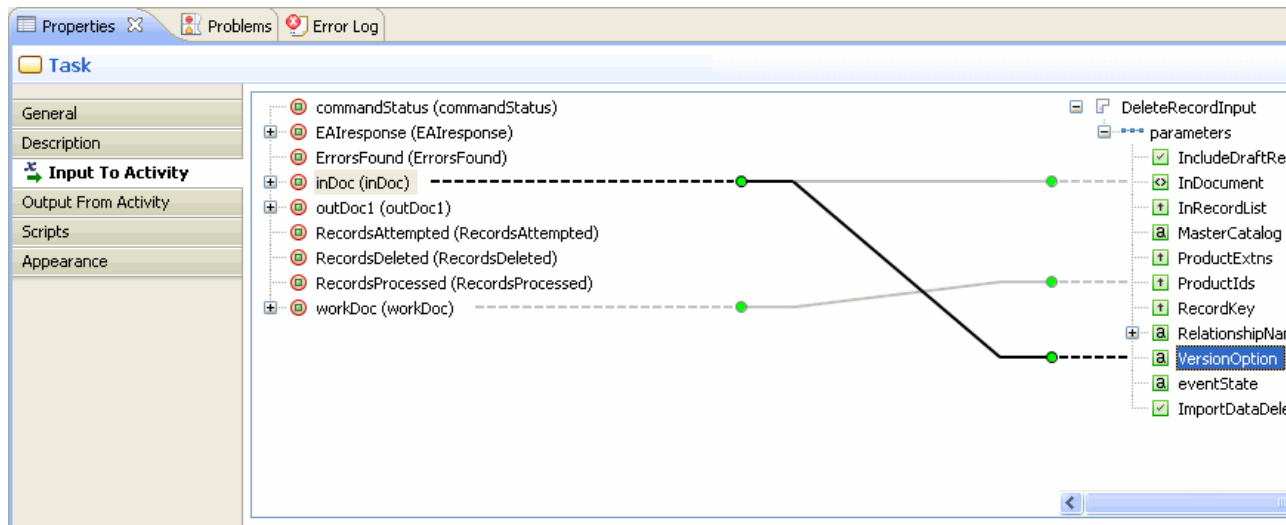 Properties Problems Error Log
Task
General
Description
Input To Activity
Output From Activity
Scripts
Appearance
commandStatus (commandStatus)
EAIresponse (EAIresponse)
ErrorsFound (ErrorsFound)
inDoc (inDoc)
outDoc1 (outDoc1)
RecordsAttempted (RecordsAttempted)
RecordsDeleted (RecordsDeleted)
RecordsProcessed (RecordsProcessed)
workDoc (workDoc)
DeleteRecordInput
parameters
IncludeDraftRe
InDocument
InRecordList
MasterCatalog
ProductExtns
ProductIds
RecordKey
RelationshipNar
VersionOption
eventState
ImportDataDele